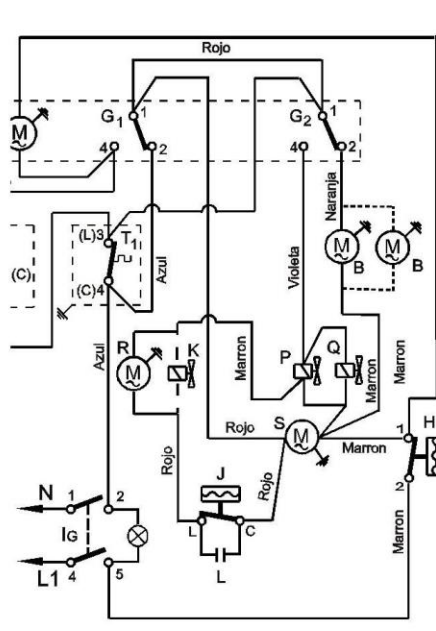 Rojo
G1 1
G2 1
M
4 2
4 2
(L)3 T1
(C)
(C)4
Azul
Violeta
Naranja
M B
M B
Azul
R M
K
Marron
P
Q
Marron
Marron
Rojo
S M
Marron
1 H
2
Rojo
J
Rojo
L C
L
N 1 2
IG
L1 4 5
Marron